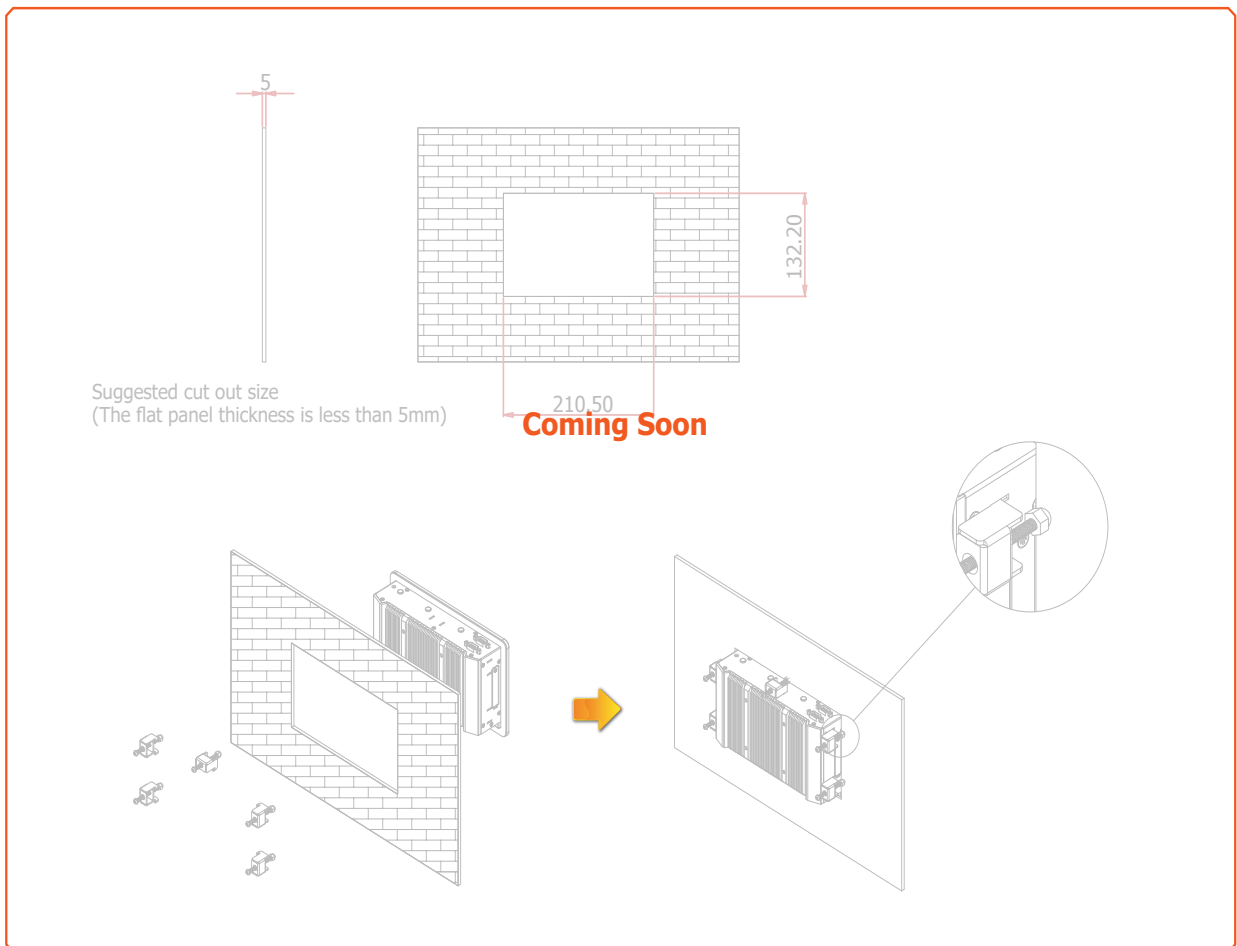 5
132.20
Suggested cut out size
(The flat panel thickness is less than 5mm)
210.50
Coming Soon